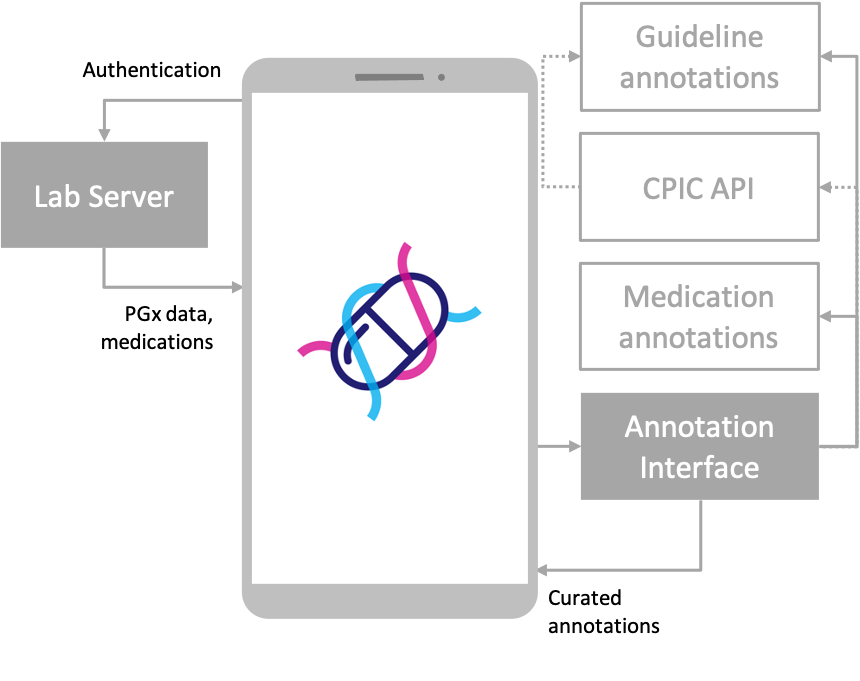 Authentication
Lab Server
PGx data,
medications
Guideline
annotations
CPIC API
Medication
annotations
Annotation
Interface
Curated
annotations